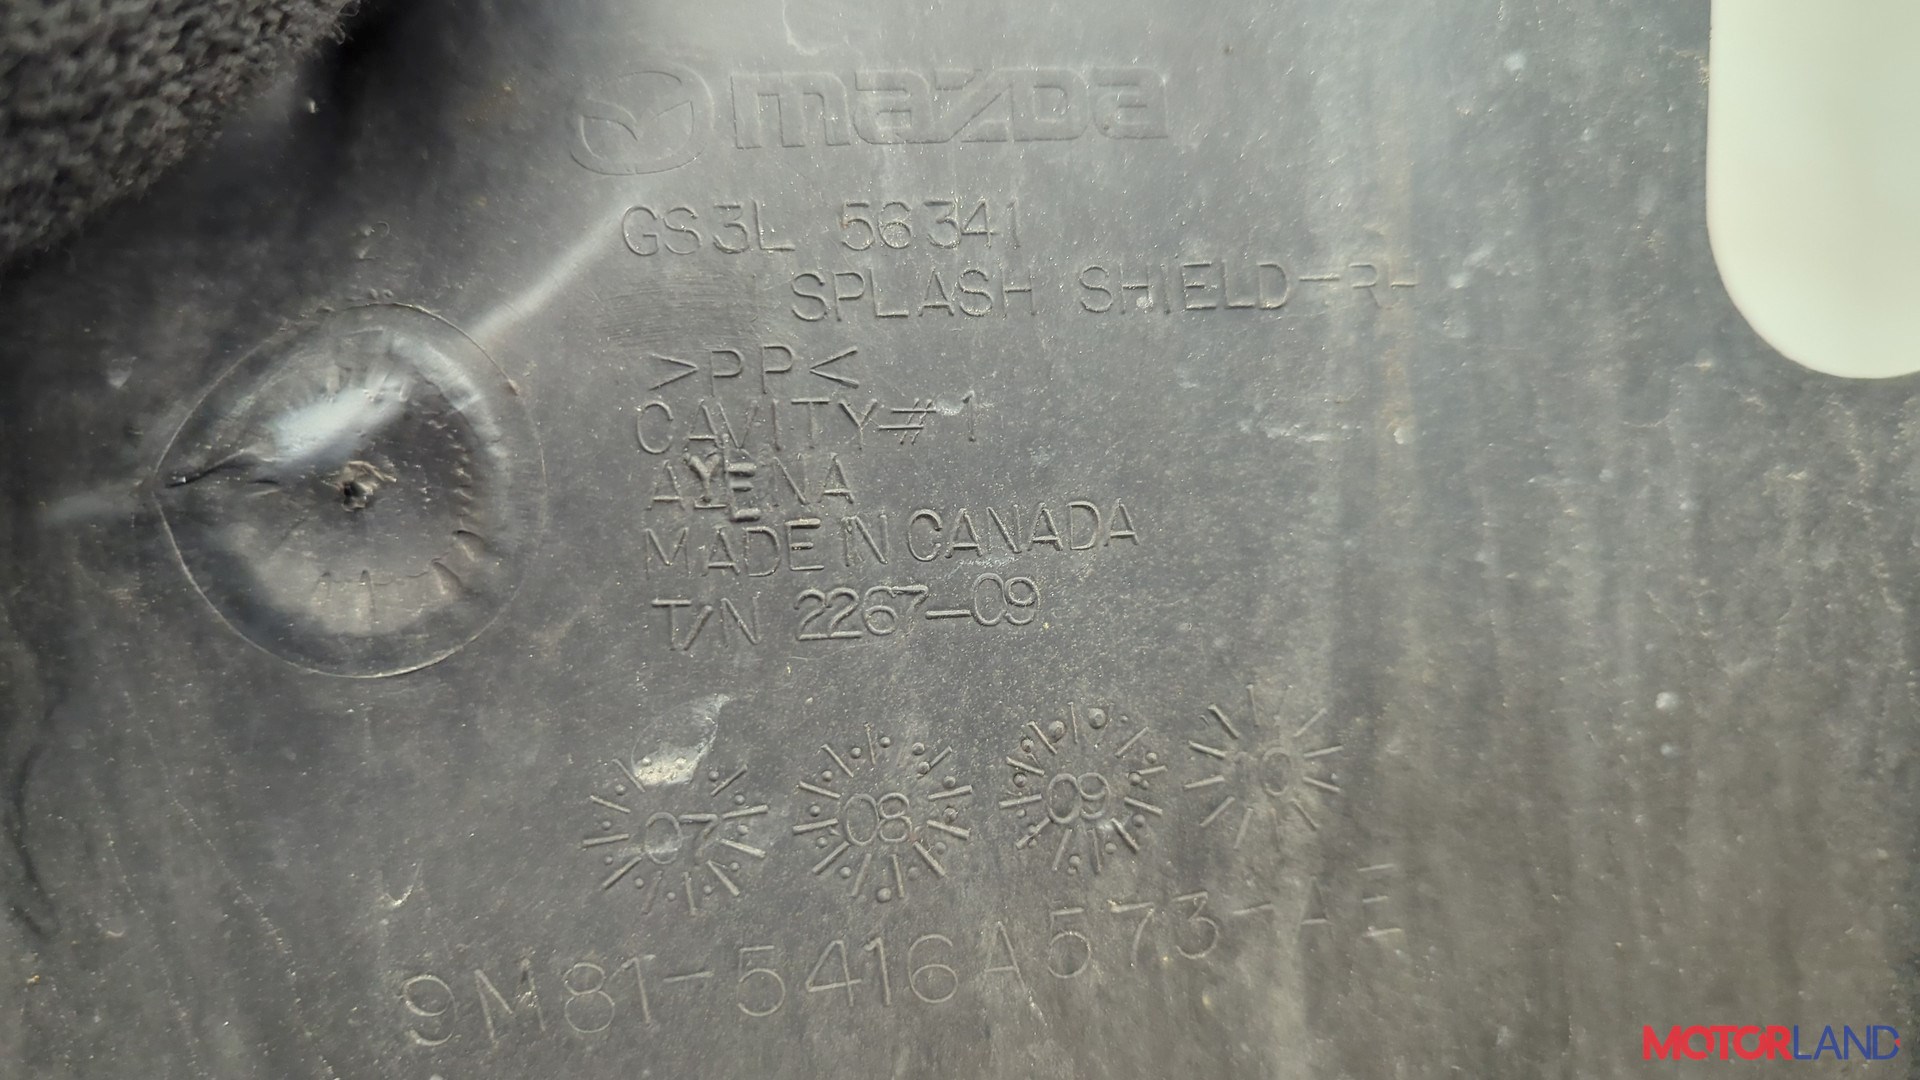 mazda
GS3L 56341
SPLASH SHIELD-RH
>PP<
CAVITY# 1
AYENA
MADE IN CANADA
T/N 2267-09
07 08 09 10
9M81-5416A573-AE
MOTORLAND